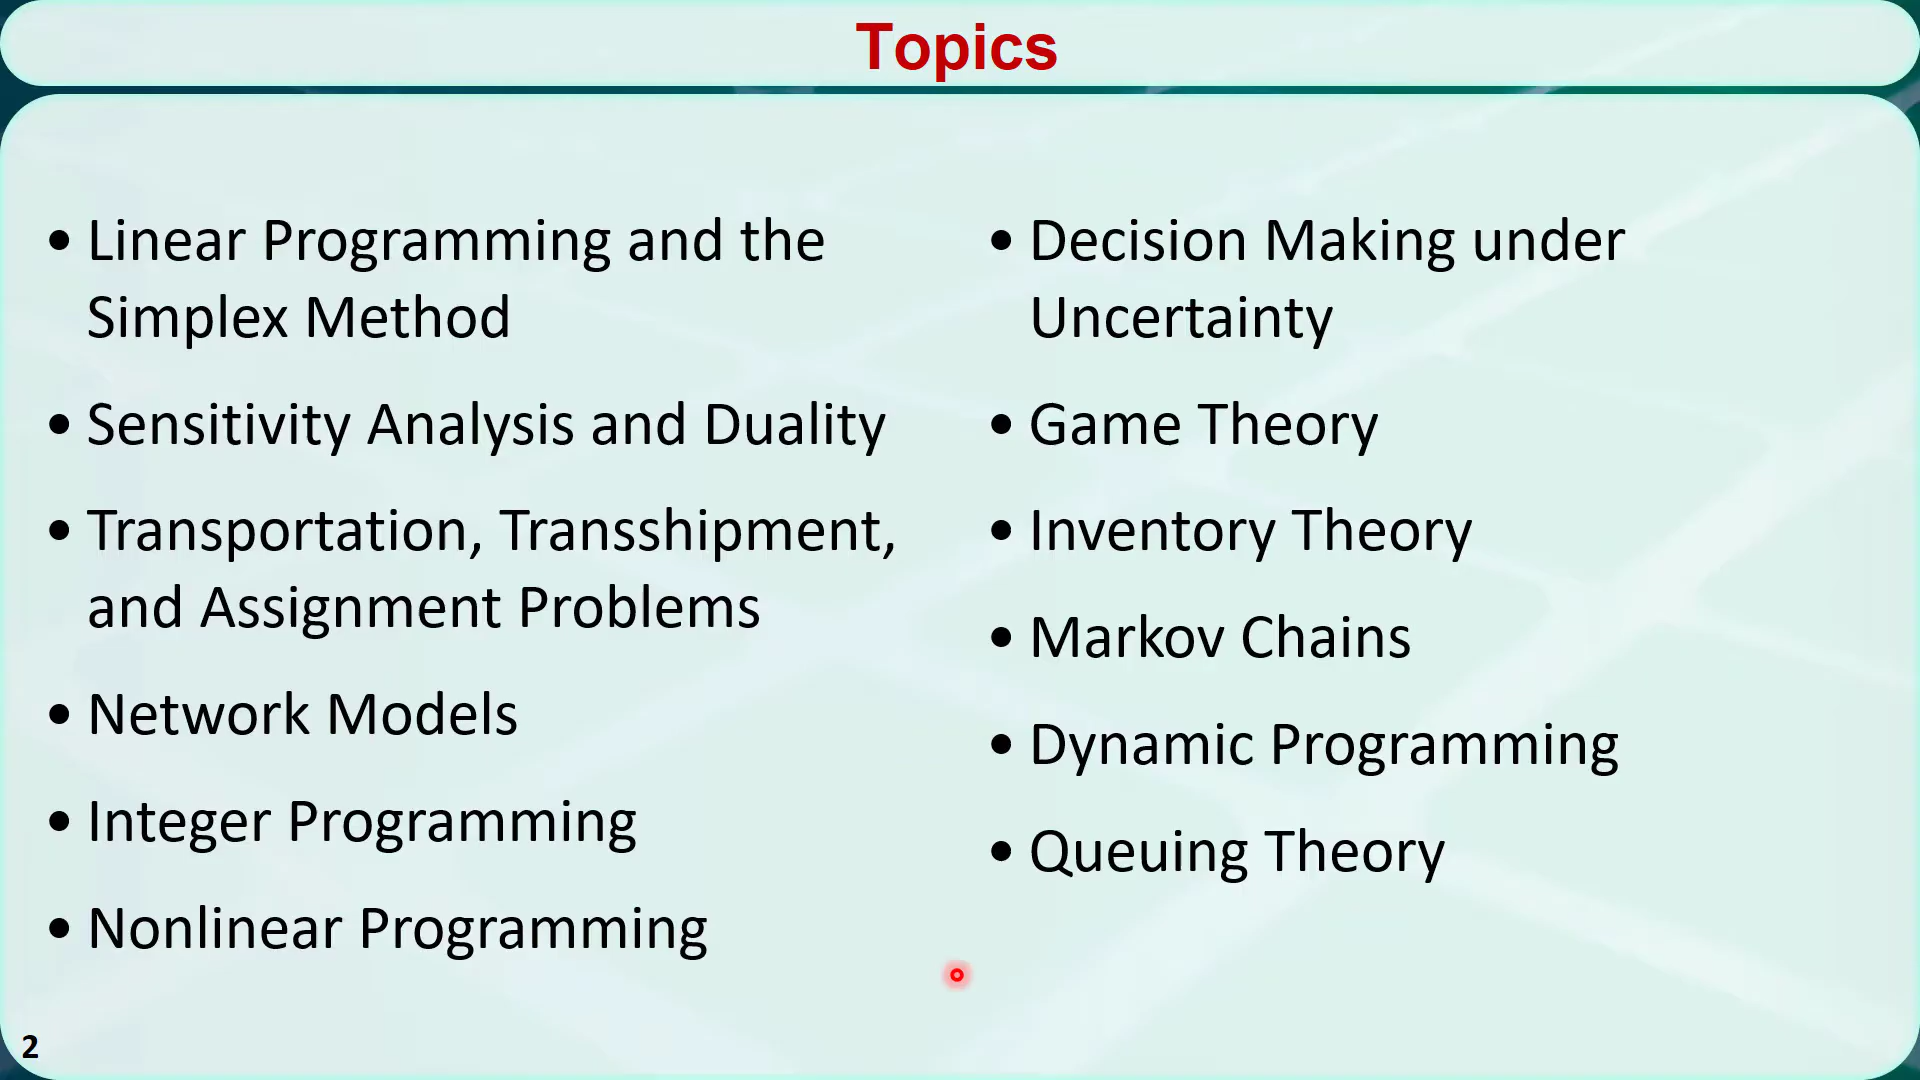 Topics
• Linear Programming and the
Simplex Method
• Sensitivity Analysis and Duality
• Transportation, Transshipment,
and Assignment Problems
• Network Models
• Integer Programming
• Nonlinear Programming
• Decision Making under
Uncertainty
• Game Theory
• Inventory Theory
• Markov Chains
• Dynamic Programming
• Queuing Theory
2